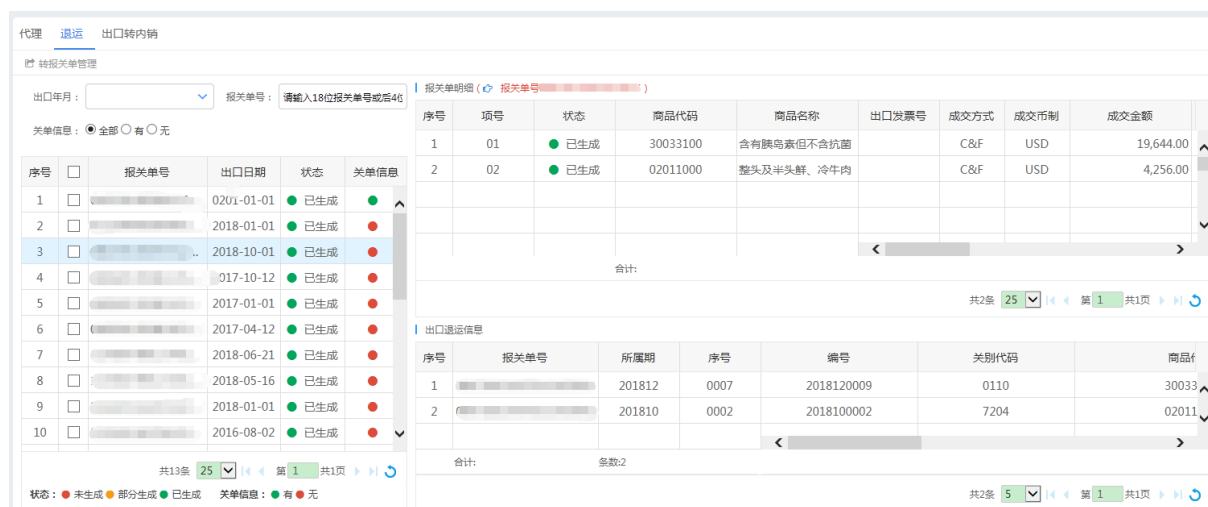 代理 退运 出口转内销
转报关单管理
出口年月： 报关单号： 请输入18位报关单号或后4位
关单信息： 全部 有 无
序号 报关单号 出口日期 状态 关单信息
1 0201-01-01 已生成
2 2018-01-01 已生成
3 2018-10-01 已生成
4 2017-10-12 已生成
5 2017-01-01 已生成
6 2017-04-12 已生成
7 2018-06-21 已生成
8 2018-05-16 已生成
9 2018-01-01 已生成
10 2016-08-02 已生成
共13条 25 第 1 共1页
状态： 未生成 部分生成 已生成 关单信息： 有 无
报关单明细 ( 报关单号 )
序号 项号 状态 商品代码 商品名称 出口发票号 成交方式 成交币制 成交金额
1 01 已生成 30033100 含有胰岛素但不含抗菌 C&F USD 19,644.00
2 02 已生成 02011000 整头及半头鲜、冷牛肉 C&F USD 4,256.00
合计:
共2条 25 第 1 共1页
出口退运信息
序号 报关单号 所属期 序号 编号 关别代码 商品
1 201812 0007 2018120009 0110 30033
2 201810 0002 2018100002 7204 02011
合计: 条数:2
共2条 5 第 1 共1页